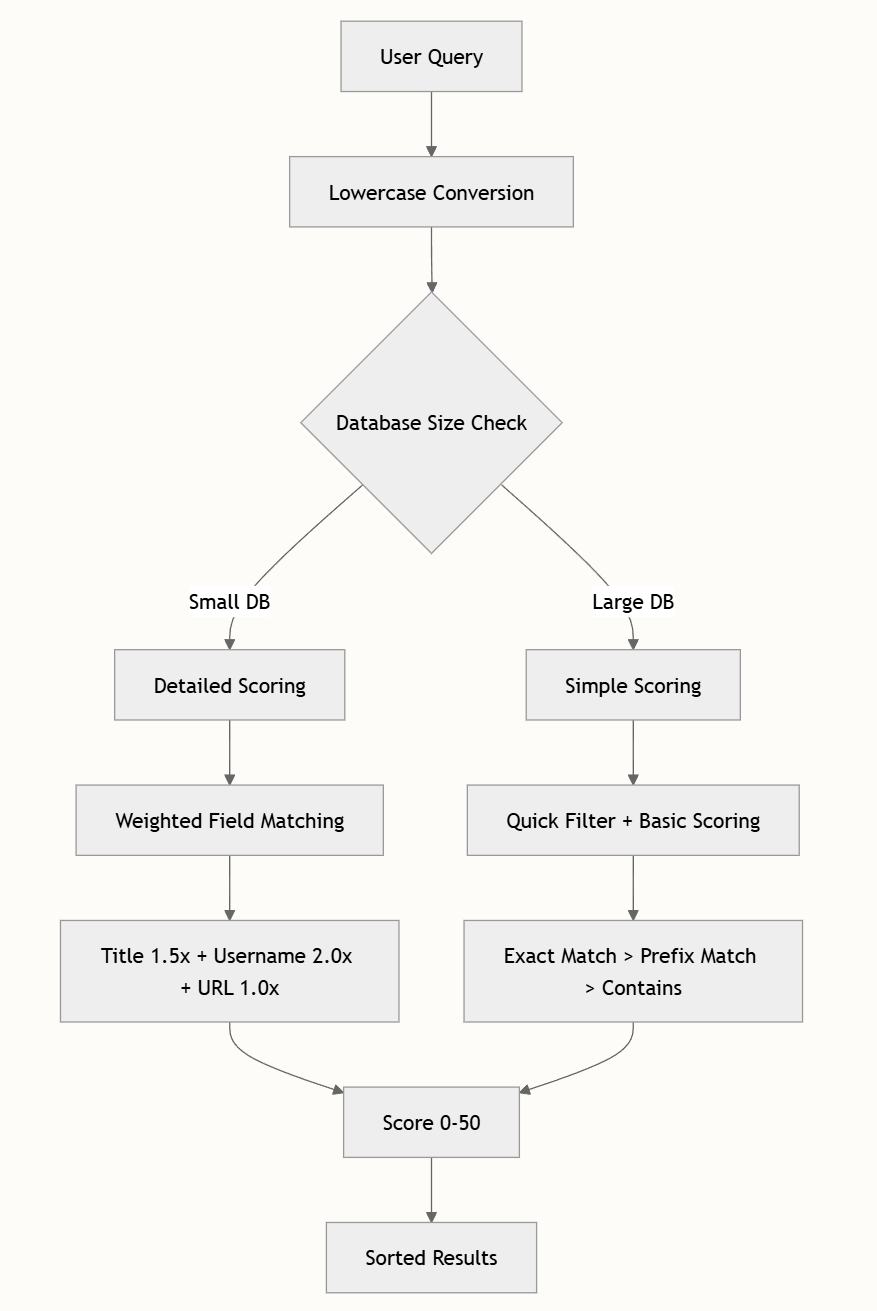 User Query
Lowercase Conversion
Database Size Check
Small DB
Large DB
Detailed Scoring
Simple Scoring
Weighted Field Matching
Quick Filter + Basic Scoring
Title 1.5x + Username 2.0x
+ URL 1.0x
Exact Match > Prefix Match
> Contains
Score 0-50
Sorted Results